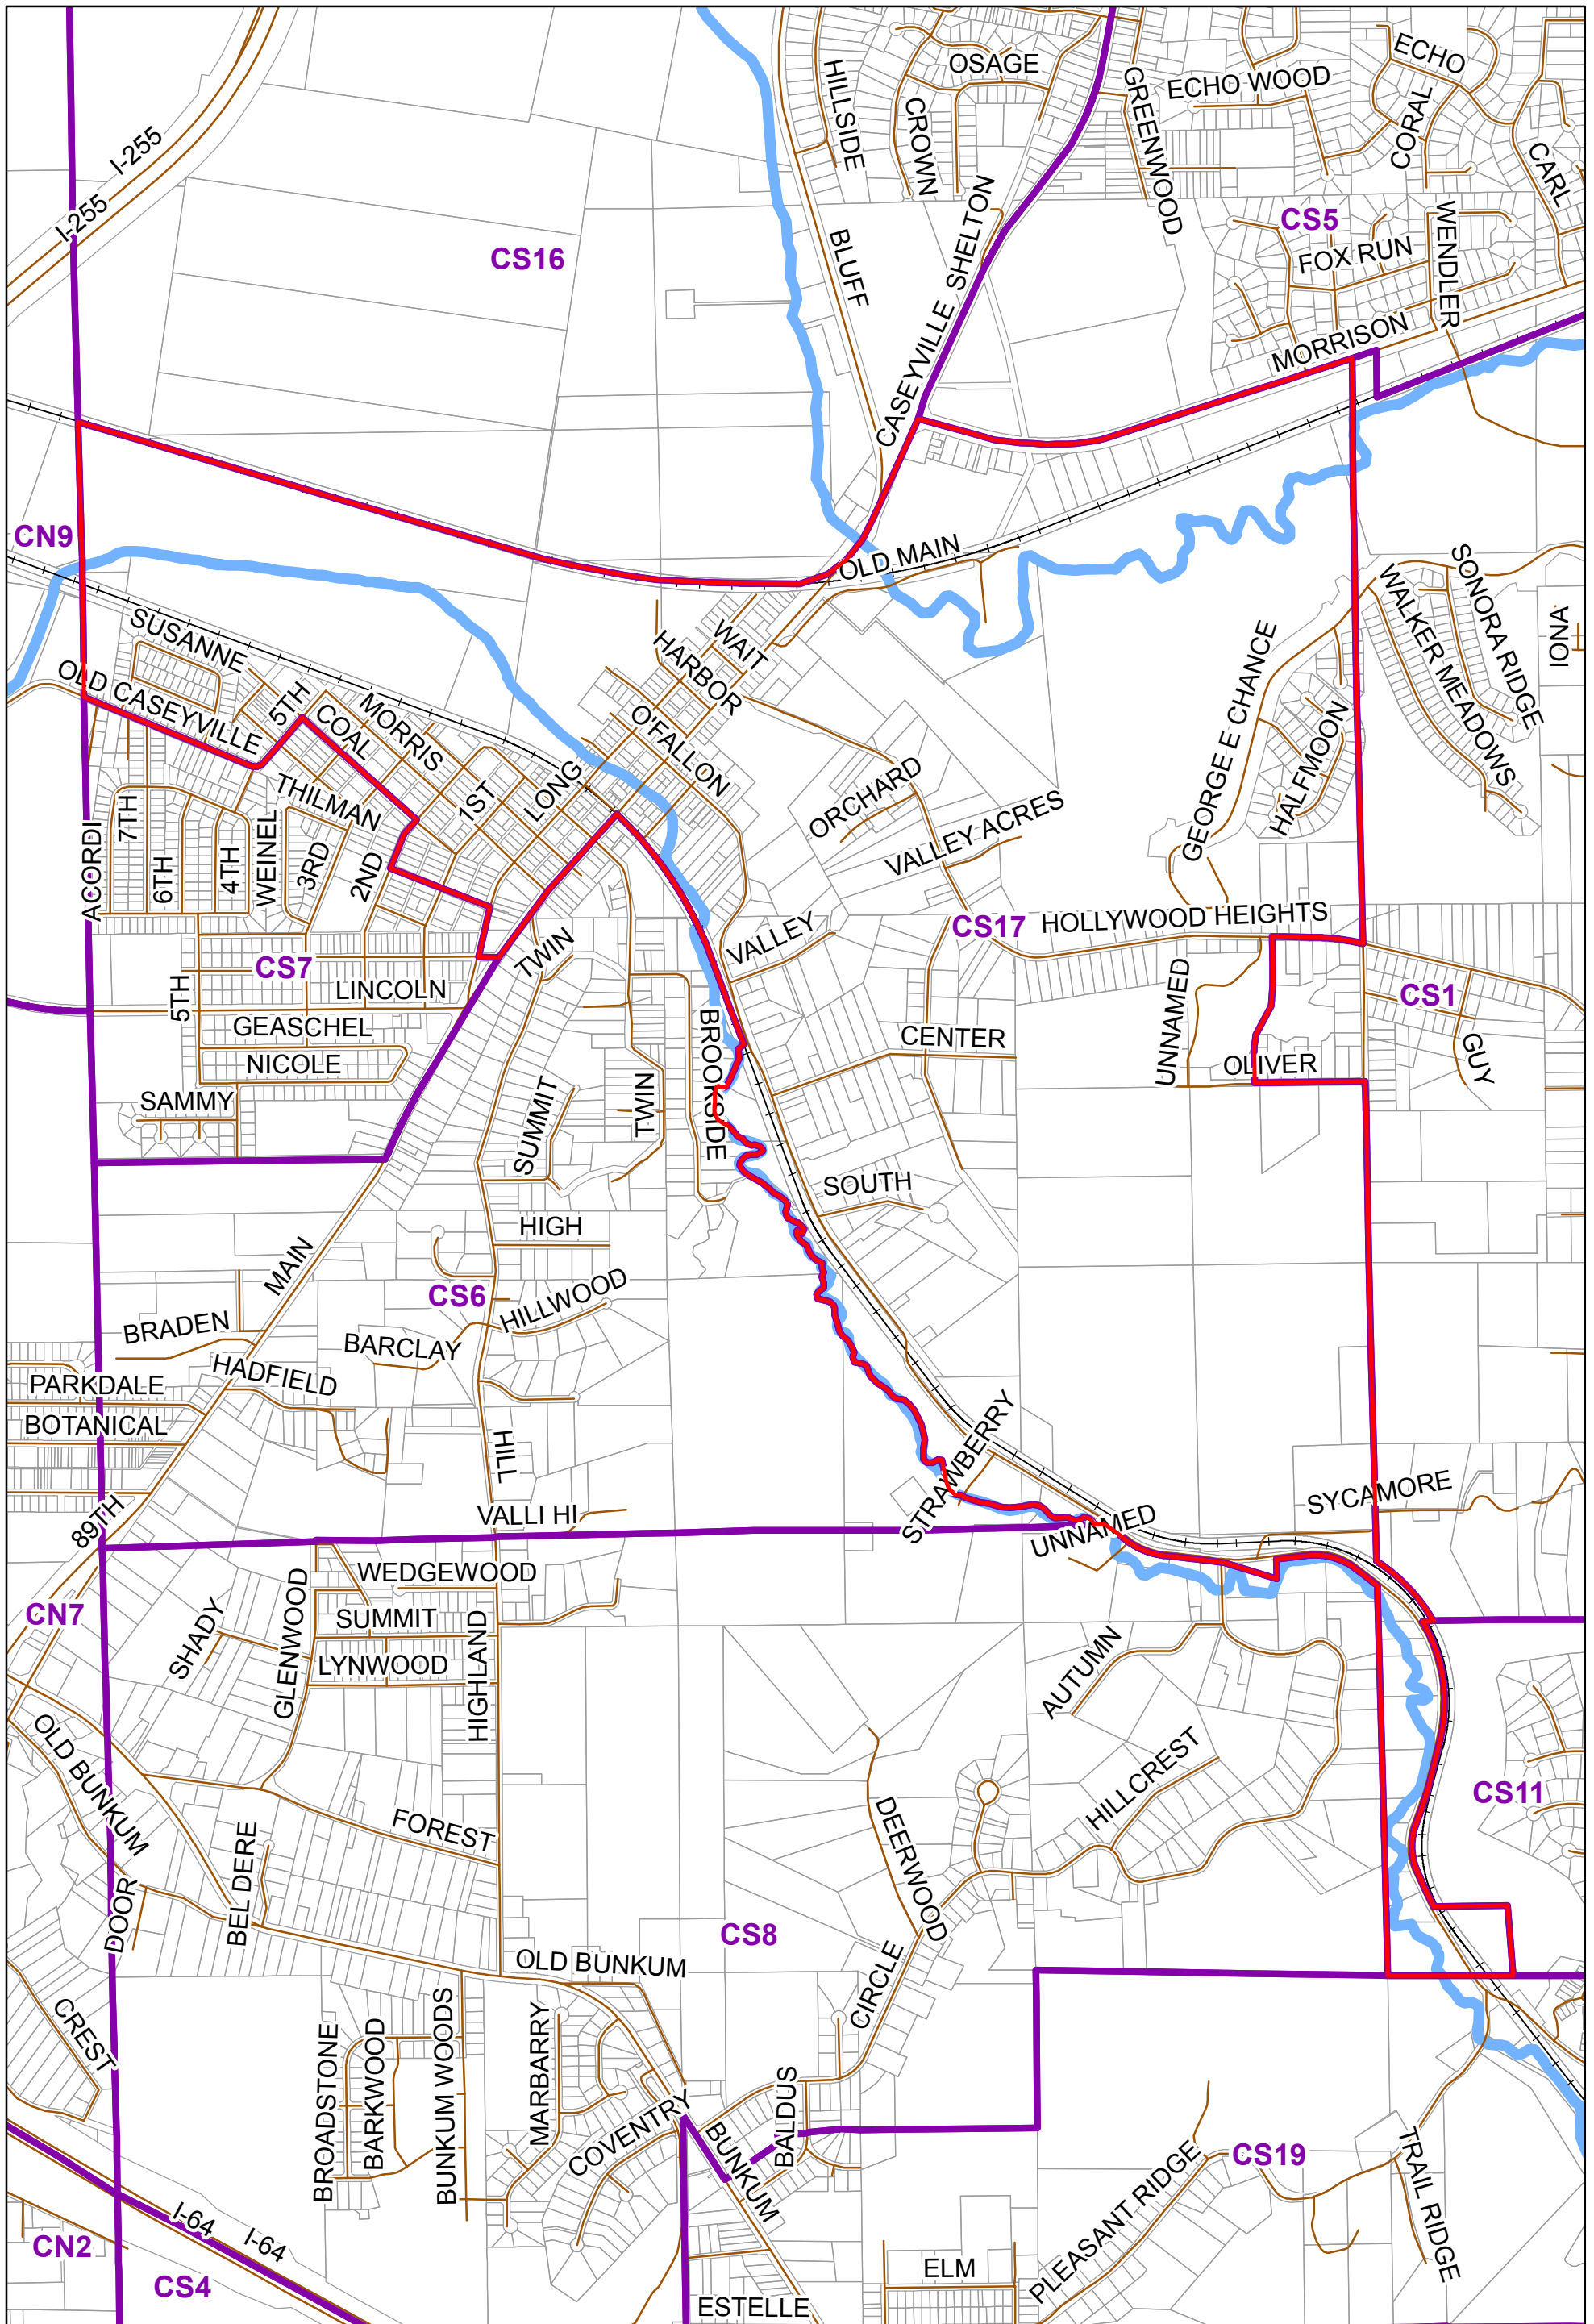 OSAGE
ECHO
HILLSIDE
CROWN
GREENWOOD
ECHO WOOD
CORAL
CARL
I-255
I-255
CS16
BLUFF
CASEYVILLE SHELTON
CS5
FOX RUN
WENDLER
MORRISON
CN9
OLD MAIN
SUSANNE
OLD CASEYVILLE
5TH
COAL
MORRIS
HARBOR
WAIT
O'FALLON
GEORGE E CHANCE
HALFMOON
WALKER MEADOWS
SONORA RIDGE
IONA
THILMAN
1ST
LONG
ORCHARD
VALLEY ACRES
ACORDI
7TH
6TH
4TH
WEINEL
3RD
2ND
CS17
HOLLYWOOD HEIGHTS
CS7
TWIN
VALLEY
5TH
LINCOLN
GEASCHEL
NICOLE
SAMMY
BROOKSIDE
CENTER
UNNAMED
OLIVER
CS1
GUY
SUMMIT
TWIN
SOUTH
HIGH
MAIN
CS6
HILLWOOD
BRADEN
BARCLAY
HADFIELD
PARKDALE
BOTANICAL
HILL
STRAWBERRY
VALLI HI
89TH
UNNAMED
SYCAMORE
WEDGEWOOD
CN7
SHADY
GLENWOOD
SUMMIT
LYNWOOD
HIGHLAND
AUTUMN
OLD BUNKUM
HILLCREST
CS11
FOREST
DEERWOOD
DOOR
BEL DERE
CS8
OLD BUNKUM
CIRCLE
CREST
BROADSTONE
BARKWOOD
BUNKUM WOODS
MARBARRY
COVENTRY
BUNKUM
BALDUS
PLEASANT RIDGE
CS19
TRAIL RIDGE
I-64
I-64
CN2
CS4
ELM
ESTELLE